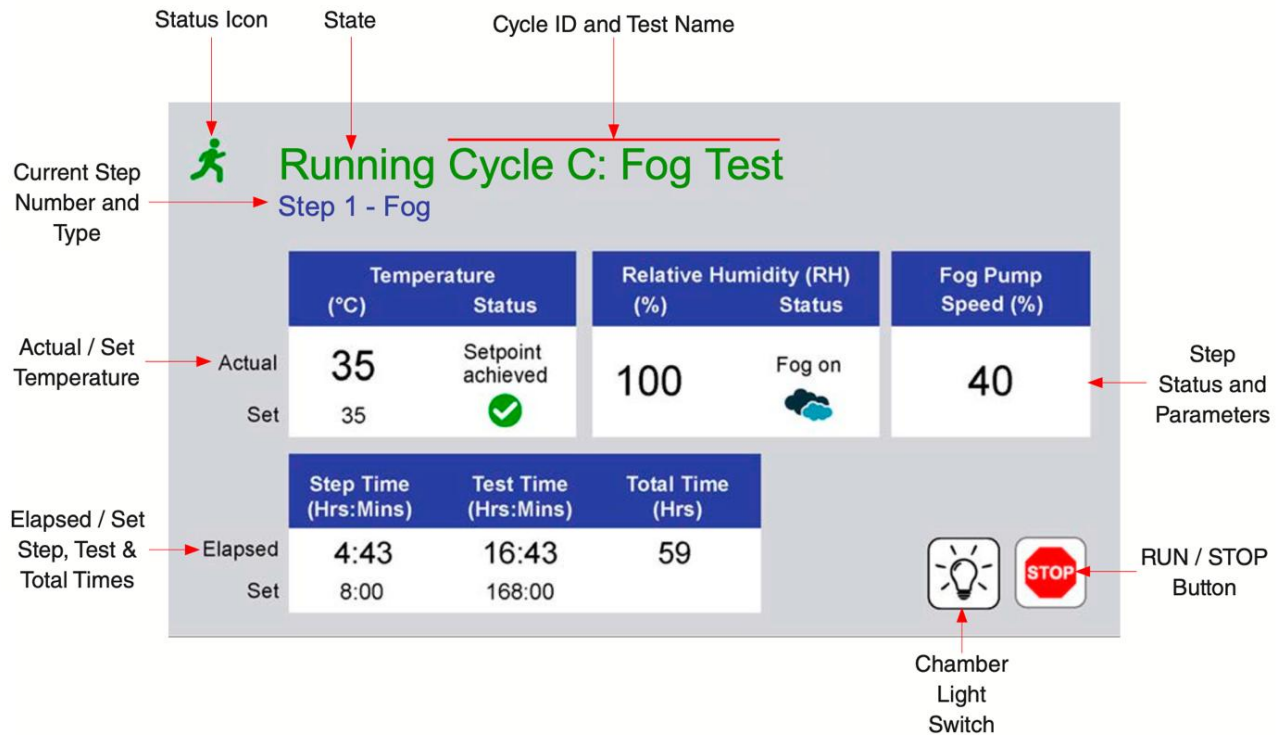 Status Icon
State
Cycle ID and Test Name
Running Cycle C: Fog Test
Step 1 - Fog
Current Step
Number and
Type
Temperature
(°C) Status
Relative Humidity (RH)
(%) Status
Fog Pump
Speed (%)
Actual / Set
Temperature
Actual
35
Setpoint
achieved
100
Fog on
40
Set
35
Step
Status and
Parameters
Step Time
(Hrs:Mins)
Test Time
(Hrs:Mins)
Total Time
(Hrs)
Elapsed / Set
Step, Test &
Total Times
Elapsed
4:43
16:43
59
Set
8:00
168:00
STOP
RUN / STOP
Button
Chamber
Light
Switch